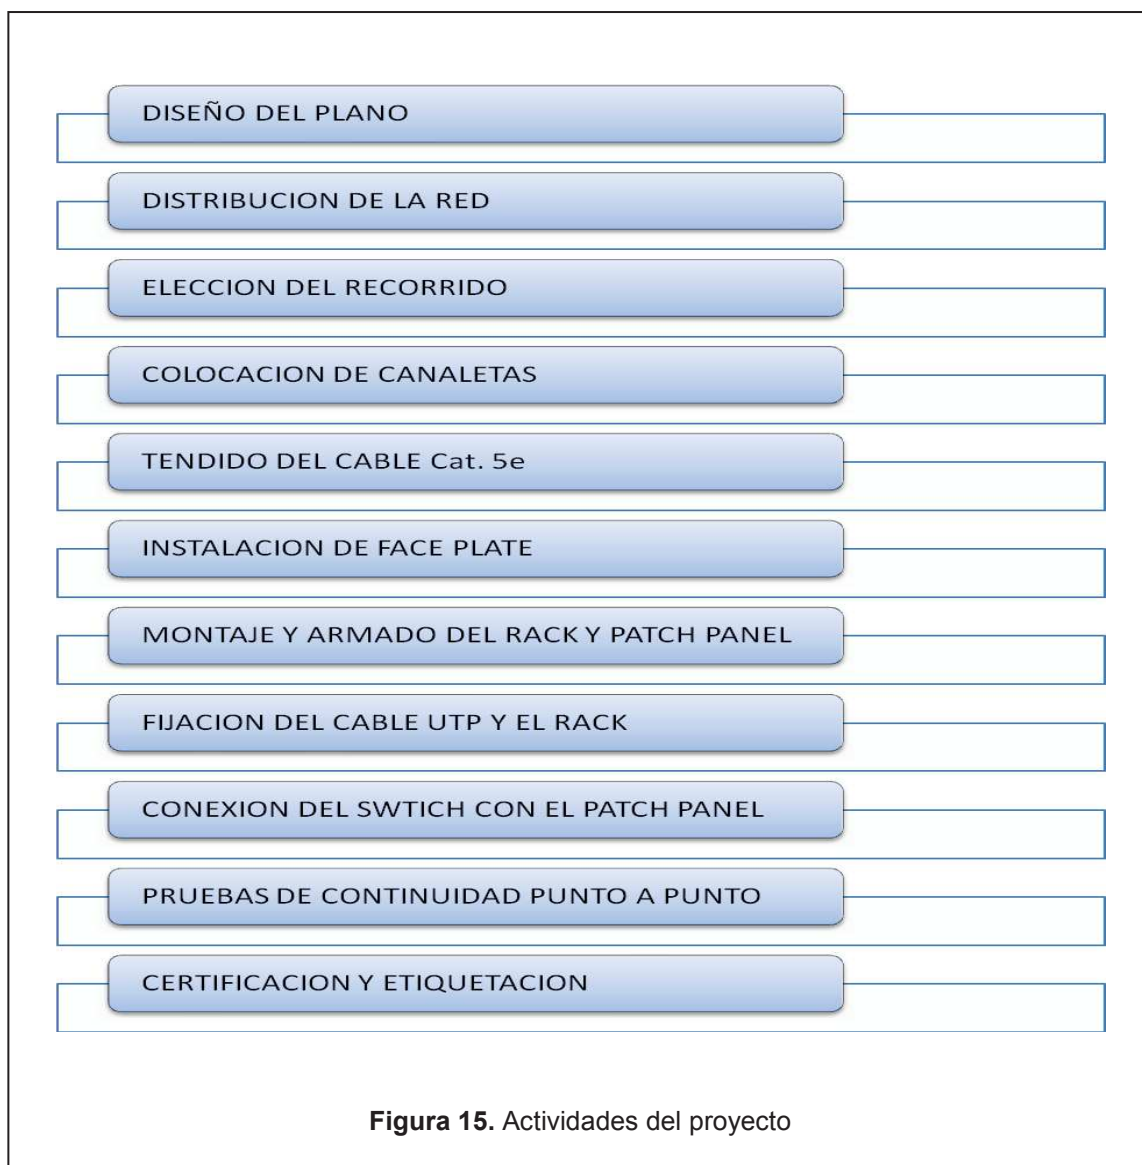 DISEÑO DEL PLANO
DISTRIBUCION DE LA RED
ELECCION DEL RECORRIDO
COLOCACION DE CANALETAS
TENDIDO DEL CABLE Cat. 5e
INSTALACION DE FACE PLATE
MONTAJE Y ARMADO DEL RACK Y PATCH PANEL
FIJACION DEL CABLE UTP Y EL RACK
CONEXION DEL SWTICH CON EL PATCH PANEL
PRUEBAS DE CONTINUIDAD PUNTO A PUNTO
CERTIFICACION Y ETIQUETACION
Figura 15. Actividades del proyecto